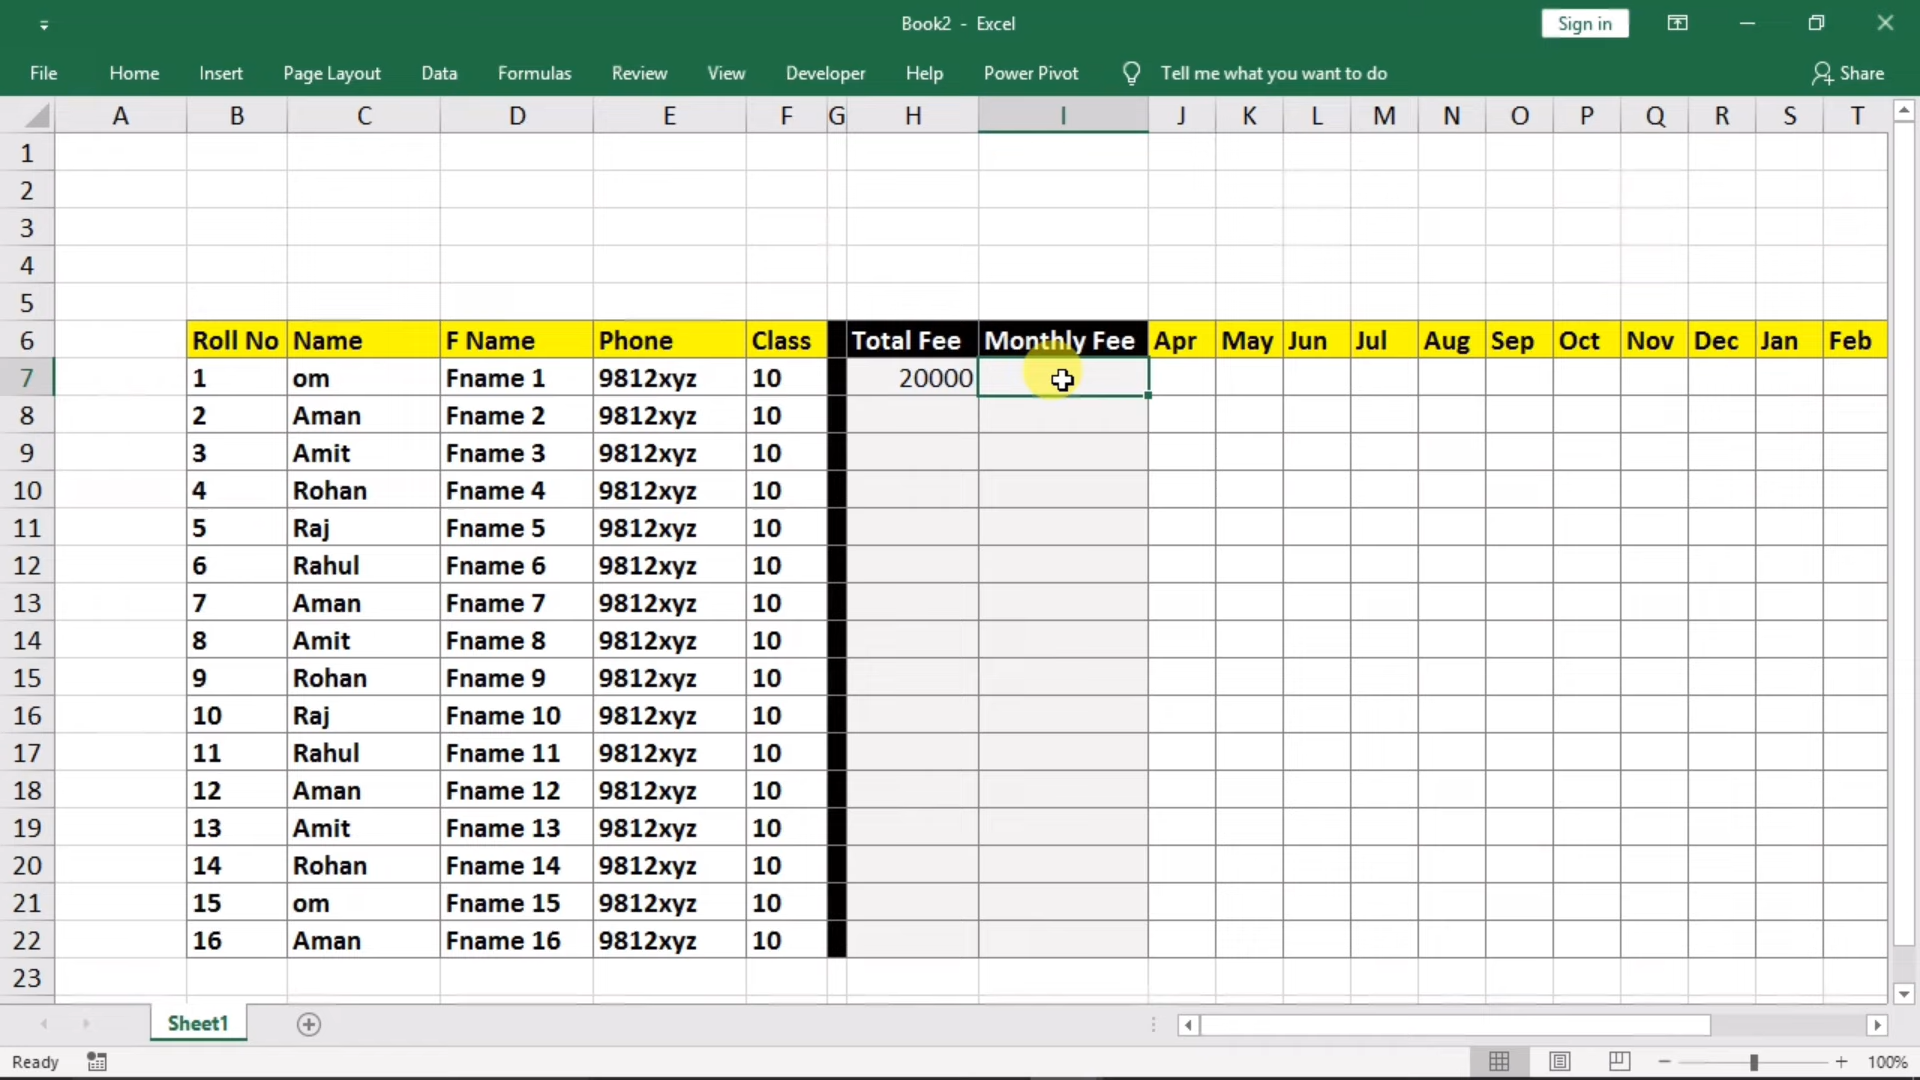 Book2 - Excel
Sign in
File Home Insert Page Layout Data Formulas Review View Developer Help Power Pivot Tell me what you want to do Share
A B C D E F G H I J K L M N O P Q R S T
1
2
3
4
5
6 Roll No Name F Name Phone Class Total Fee Monthly Fee Apr May Jun Jul Aug Sep Oct Nov Dec Jan Feb
7 1 om Fname 1 9812xyz 10 20000
8 2 Aman Fname 2 9812xyz 10
9 3 Amit Fname 3 9812xyz 10
10 4 Rohan Fname 4 9812xyz 10
11 5 Raj Fname 5 9812xyz 10
12 6 Rahul Fname 6 9812xyz 10
13 7 Aman Fname 7 9812xyz 10
14 8 Amit Fname 8 9812xyz 10
15 9 Rohan Fname 9 9812xyz 10
16 10 Raj Fname 10 9812xyz 10
17 11 Rahul Fname 11 9812xyz 10
18 12 Aman Fname 12 9812xyz 10
19 13 Amit Fname 13 9812xyz 10
20 14 Rohan Fname 14 9812xyz 10
21 15 om Fname 15 9812xyz 10
22 16 Aman Fname 16 9812xyz 10
23
Sheet1
Ready 100%